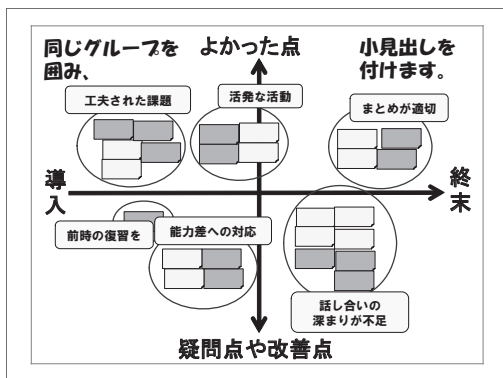 同じグループを
囲み、
よかった点
小見出しを
付けます。
工夫された課題
活発な活動
まとめが適切
導入
終末
前時の復習を
能力差への対応
話し合いの
深まりが不足
疑問点や改善点